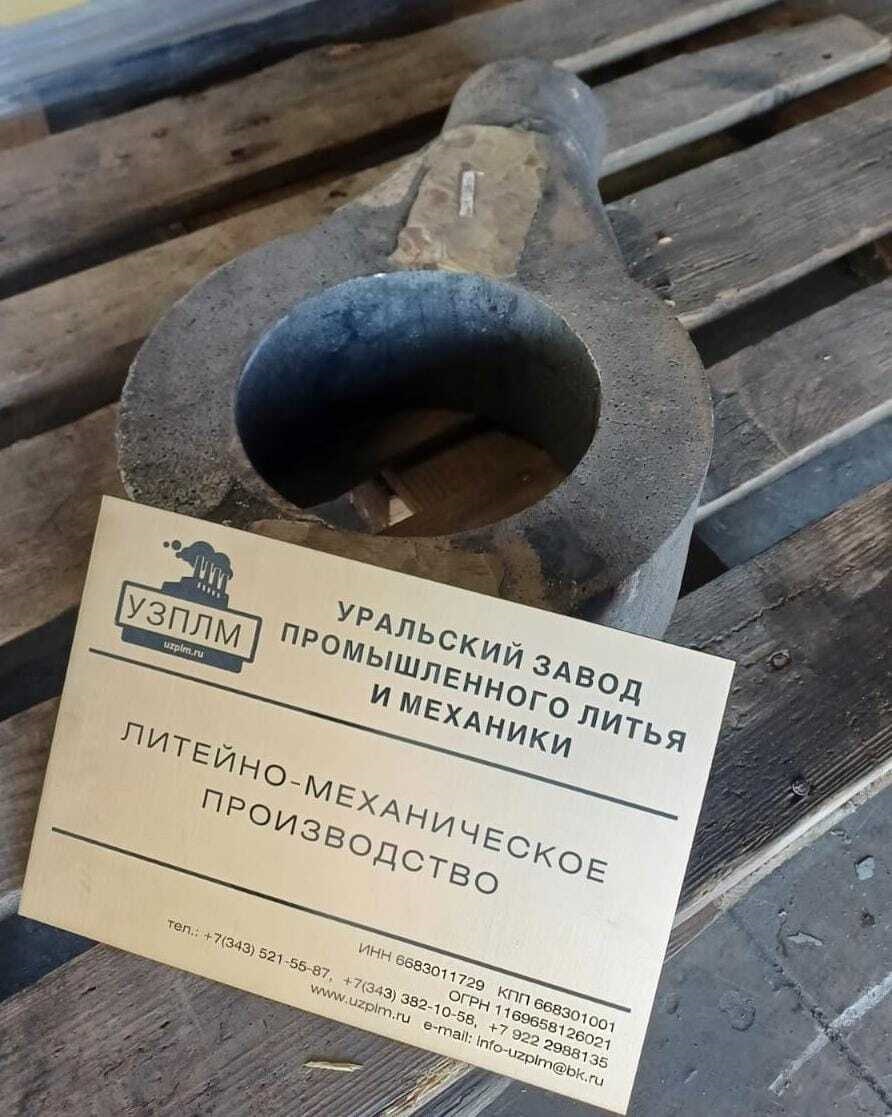 УЗПЛМ
uzplm.ru
УРАЛЬСКИЙ ЗАВОД
ПРОМЫШЛЕННОГО ЛИТЬЯ
И МЕХАНИКИ
ЛИТЕЙНО-МЕХАНИЧЕСКОЕ
ПРОИЗВОДСТВО
ИНН 6683011729 КПП 668301001
ОГРН 1169658126021
тел.: +7(343) 521-55-87, +7(343) 382-10-58, +7 922 2988135
www.uzplm.ru e-mail: info-uzplm@bk.ru